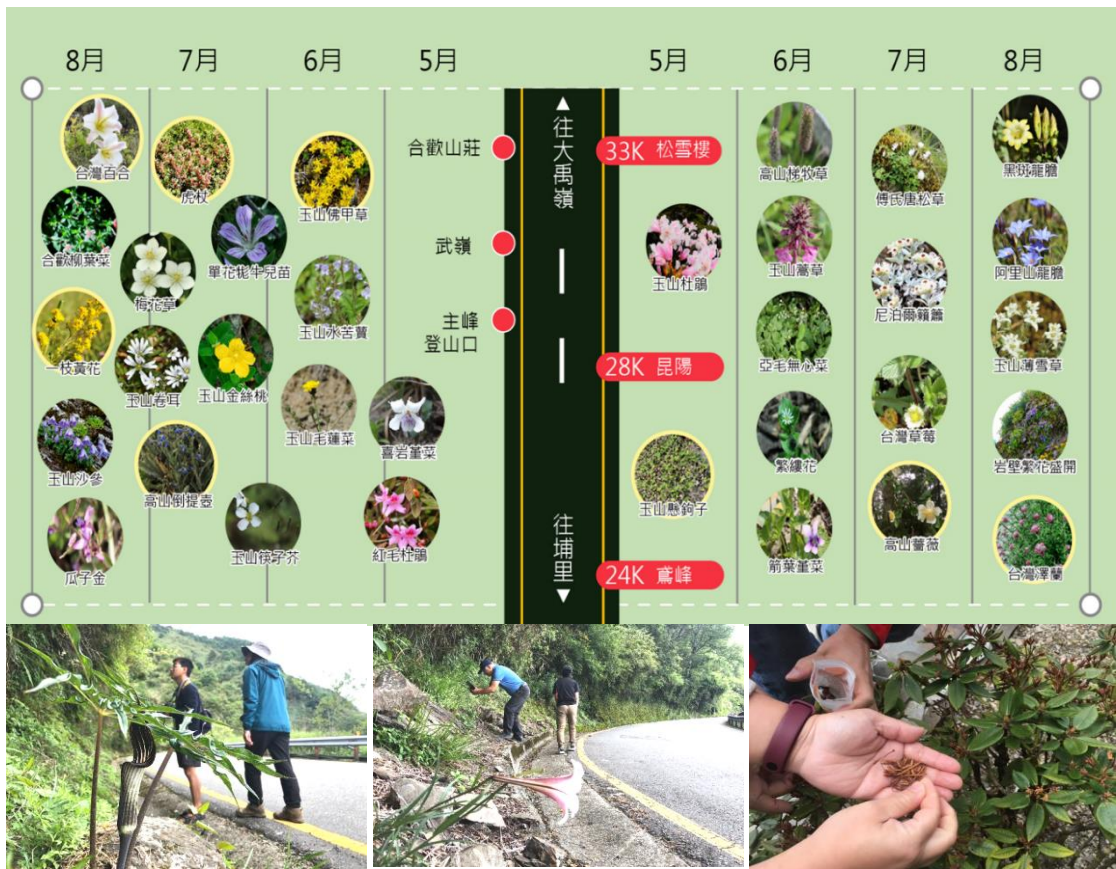 8月
7月
6月
5月
5月
6月
7月
8月
台灣百合
虎杖
玉山佛甲草
合歡柳葉菜
單花牻牛兒苗
梅花草
玉山水苦蕒
一枝黃花
玉山卷耳
玉山金絲桃
玉山毛蓮菜
喜岩堇菜
玉山沙參
高山倒提壺
瓜子金
玉山筷子芥
紅毛杜鵑
合歡山莊
武嶺
主峰
登山口
▲
往大禹嶺
往埔里
▼
33K 松雪樓
28K 昆陽
24K 鳶峰
玉山杜鵑
玉山懸鉤子
高山梯牧草
玉山蒿草
亞毛無心菜
繁縷花
箭葉堇菜
傅氏唐松草
尼泊爾籟蕭
台灣草莓
高山薔薇
黑斑龍膽
阿里山龍膽
玉山薄雪草
岩壁繁花盛開
台灣澤蘭